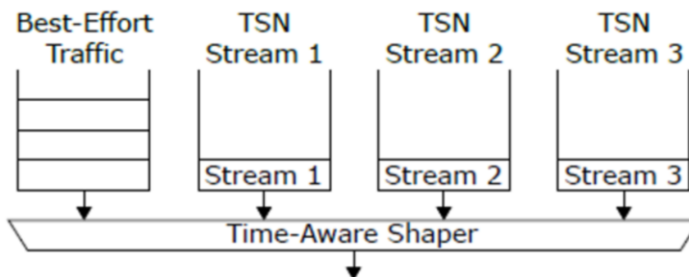 Best-Effort
Traffic
TSN
Stream 1
TSN
Stream 2
TSN
Stream 3
Stream 1
Stream 2
Stream 3
Time-Aware Shaper